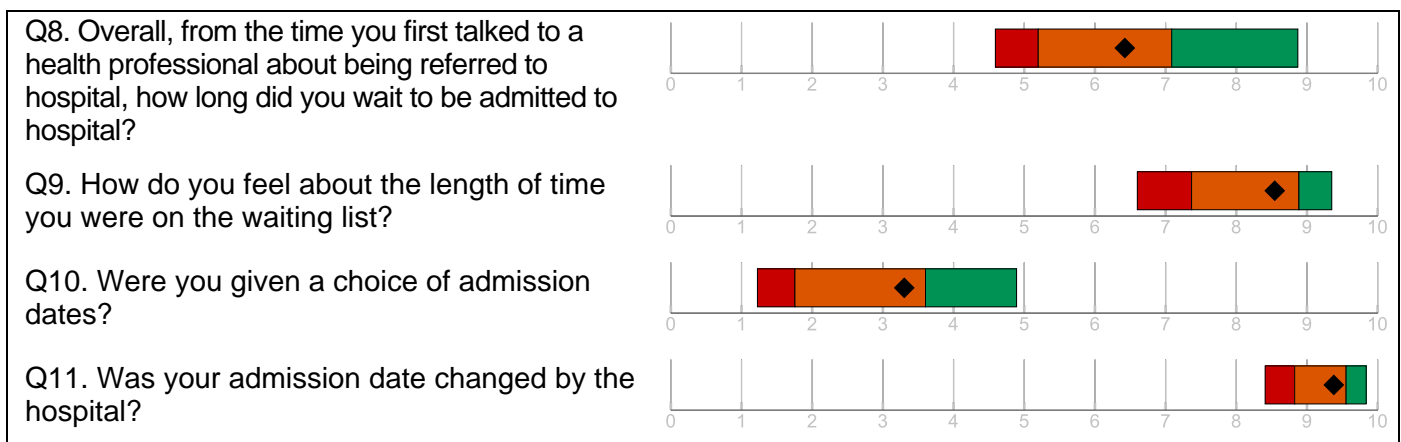 Q8. Overall, from the time you first talked to a
health professional about being referred to
hospital, how long did you wait to be admitted to
hospital?
0 1 2 3 4 5 6 7 8 9 10
Q9. How do you feel about the length of time
you were on the waiting list?
0 1 2 3 4 5 6 7 8 9 10
Q10. Were you given a choice of admission
dates?
0 1 2 3 4 5 6 7 8 9 10
Q11. Was your admission date changed by the
hospital?
0 1 2 3 4 5 6 7 8 9 10